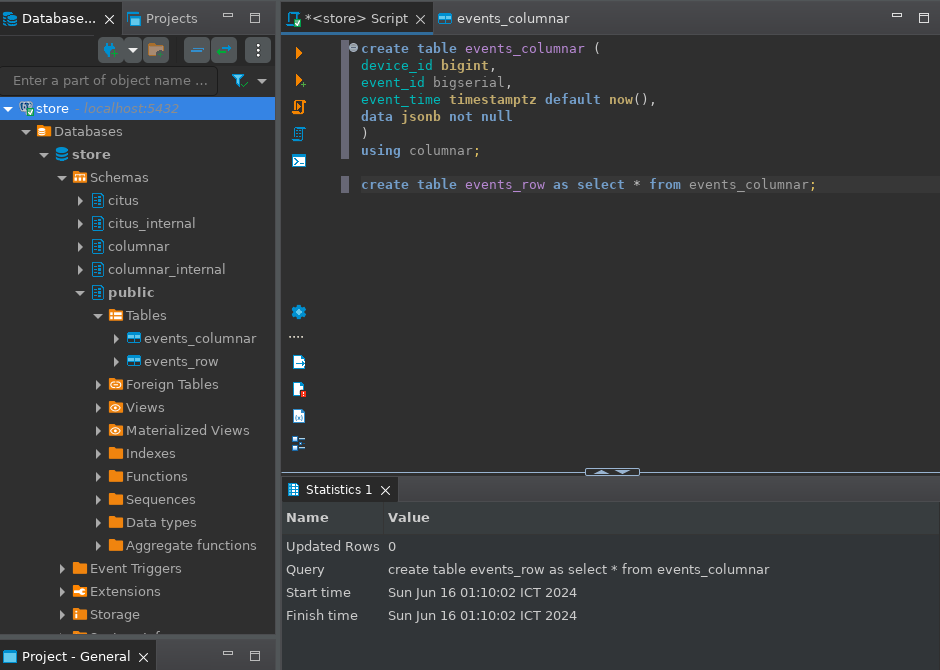 Database...
Projects
Enter a part of object name ...
store - localhost:5432
Databases
store
Schemas
citus
citus_internal
columnar
columnar_internal
public
Tables
events_columnar
events_row
Foreign Tables
Views
Materialized Views
Indexes
Functions
Sequences
Data types
Aggregate functions
Event Triggers
Extensions
Storage
Project - General
*<store> Script
events_columnar
create table events_columnar (
device_id bigint,
event_id bigserial,
event_time timestamptz default now(),
data jsonb not null
)
using columnar;
create table events_row as select * from events_columnar;
Statistics 1
Name Value
Updated Rows 0
Query create table events_row as select * from events_columnar
Start time Sun Jun 16 01:10:02 ICT 2024
Finish time Sun Jun 16 01:10:02 ICT 2024